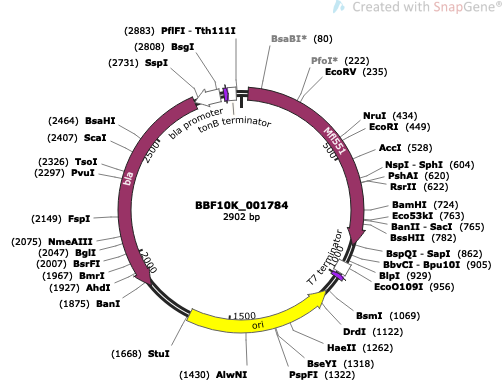 Created with SnapGene®
(2883) PflFI - Tth111I
(2808) BsgI
(2731) SspI
BsaBI* (80)
PfoI* (222)
EcoRV (235)
bla promoter
tonB terminator
(2464) BsaHI
(2407) ScaI
(2326) TsoI
(2297) PvuI
(2149) FspI
(2075) NmeAIII
(2047) BglI
(2007) BsrFI
(1967) BmrI
(1927) AhdI
(1875) BanI
2500
bla
2000
BBF10K_001784
2902 bp
Mfl551
500
NruI (434)
EcoRI (449)
AccI (528)
NspI - SphI (604)
PshAI (620)
RsrII (622)
BamHI (724)
Eco53kI (763)
BanII - SacI (765)
BssHII (782)
BspQI - SapI (862)
BbvCI - Bpu10I (905)
BlpI (929)
EcoO109I (956)
T7 terminator
1000
1500
ori
BsmI (1069)
DrdI (1122)
HaeII (1262)
BseYI (1318)
PspFI (1322)
(1430) AlwNI
(1668) StuI